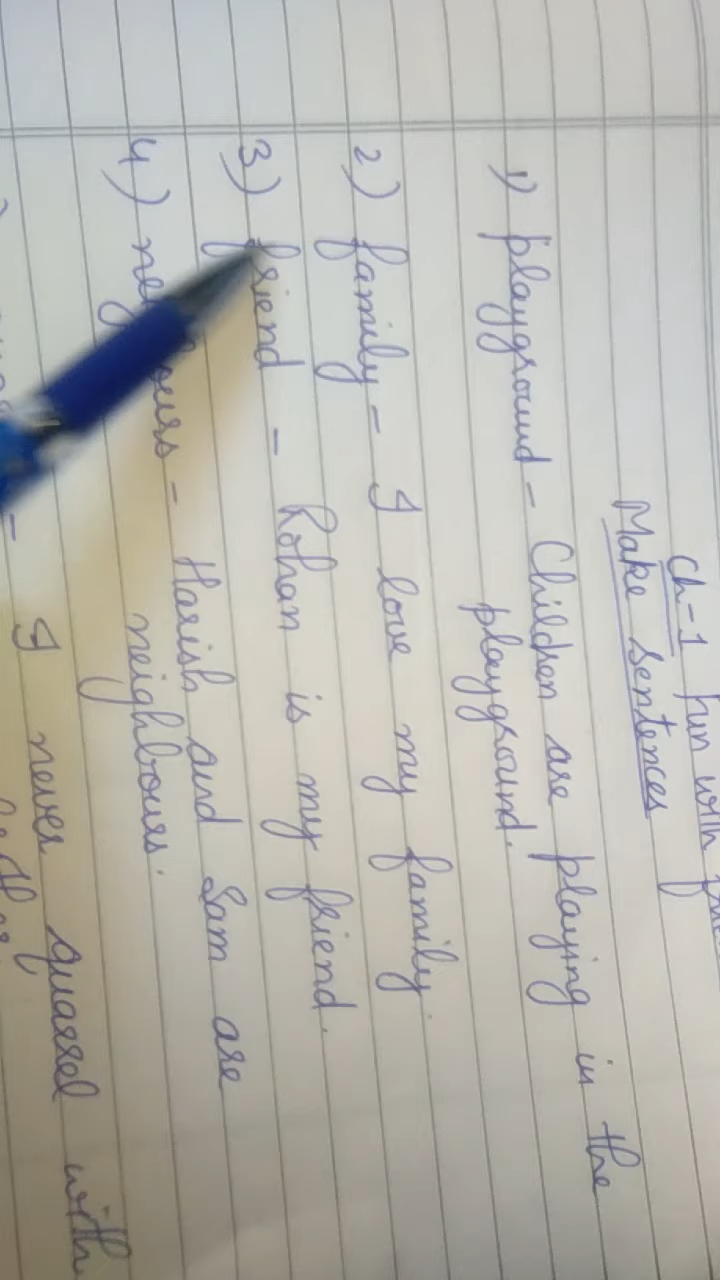 Ch-1 Fun with
Make Sentences
1) playground - Children are playing in the
playground.
2) family - I love my family.
3) friend - Rohan is my friend.
4) - Harish and Sam are
neighbours.
- I never quarrel with